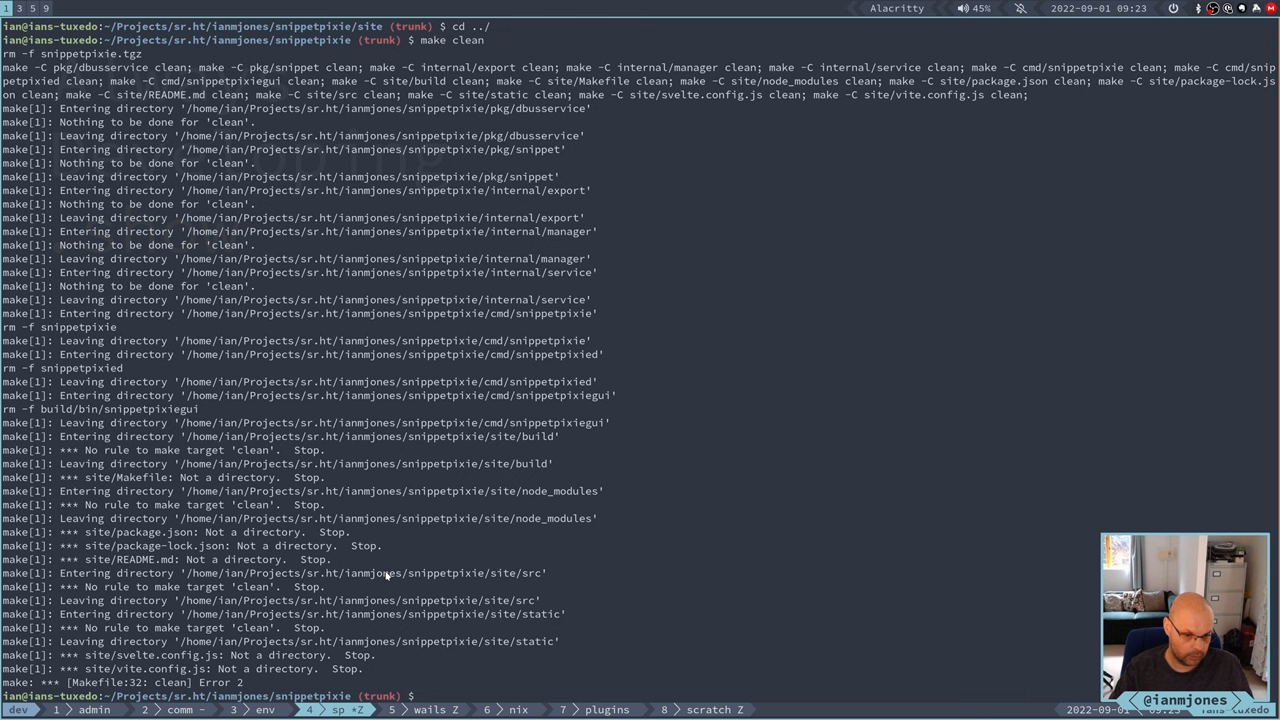 1 3 5 9 Alacritty 45% 2022-09-01 09:23
ian@ians-tuxedo:~/Projects/sr.ht/ianmjones/snippetpixie/site (trunk) $ cd ../
ian@ians-tuxedo:~/Projects/sr.ht/ianmjones/snippetpixie (trunk) $ make clean
rm -f snippetpixie.tgz
make -C pkg/dbusservice clean; make -C pkg/snippet clean; make -C internal/export clean; make -C internal/manager clean; make -C internal/service clean; make -C cmd/snippetpixie clean; make -C cmd/snip
petpixied clean; make -C cmd/snippetpixiegui clean; make -C site/build clean; make -C site/Makefile clean; make -C site/node_modules clean; make -C site/package.json clean; make -C site/package-lock.js
on clean; make -C site/README.md clean; make -C site/src clean; make -C site/static clean; make -C site/svelte.config.js clean; make -C site/vite.config.js clean;
make[1]: Entering directory '/home/ian/Projects/sr.ht/ianmjones/snippetpixie/pkg/dbusservice'
make[1]: Nothing to be done for 'clean'.
make[1]: Leaving directory '/home/ian/Projects/sr.ht/ianmjones/snippetpixie/pkg/dbusservice'
make[1]: Entering directory '/home/ian/Projects/sr.ht/ianmjones/snippetpixie/pkg/snippet'
make[1]: Nothing to be done for 'clean'.
make[1]: Leaving directory '/home/ian/Projects/sr.ht/ianmjones/snippetpixie/pkg/snippet'
make[1]: Entering directory '/home/ian/Projects/sr.ht/ianmjones/snippetpixie/internal/export'
make[1]: Nothing to be done for 'clean'.
make[1]: Leaving directory '/home/ian/Projects/sr.ht/ianmjones/snippetpixie/internal/export'
make[1]: Entering directory '/home/ian/Projects/sr.ht/ianmjones/snippetpixie/internal/manager'
make[1]: Nothing to be done for 'clean'.
make[1]: Leaving directory '/home/ian/Projects/sr.ht/ianmjones/snippetpixie/internal/manager'
make[1]: Entering directory '/home/ian/Projects/sr.ht/ianmjones/snippetpixie/internal/service'
make[1]: Nothing to be done for 'clean'.
make[1]: Leaving directory '/home/ian/Projects/sr.ht/ianmjones/snippetpixie/internal/service'
make[1]: Entering directory '/home/ian/Projects/sr.ht/ianmjones/snippetpixie/cmd/snippetpixie'
rm -f snippetpixie
make[1]: Leaving directory '/home/ian/Projects/sr.ht/ianmjones/snippetpixie/cmd/snippetpixie'
make[1]: Entering directory '/home/ian/Projects/sr.ht/ianmjones/snippetpixie/cmd/snippetpixied'
rm -f snippetpixied
make[1]: Leaving directory '/home/ian/Projects/sr.ht/ianmjones/snippetpixie/cmd/snippetpixied'
make[1]: Entering directory '/home/ian/Projects/sr.ht/ianmjones/snippetpixie/cmd/snippetpixiegui'
rm -f build/bin/snippetpixiegui
make[1]: Leaving directory '/home/ian/Projects/sr.ht/ianmjones/snippetpixie/cmd/snippetpixiegui'
make[1]: Entering directory '/home/ian/Projects/sr.ht/ianmjones/snippetpixie/site/build'
make[1]: *** No rule to make target 'clean'.  Stop.
make[1]: Leaving directory '/home/ian/Projects/sr.ht/ianmjones/snippetpixie/site/build'
make[1]: *** site/Makefile: Not a directory.  Stop.
make[1]: Entering directory '/home/ian/Projects/sr.ht/ianmjones/snippetpixie/site/node_modules'
make[1]: *** No rule to make target 'clean'.  Stop.
make[1]: Leaving directory '/home/ian/Projects/sr.ht/ianmjones/snippetpixie/site/node_modules'
make[1]: *** site/package.json: Not a directory.  Stop.
make[1]: *** site/package-lock.json: Not a directory.  Stop.
make[1]: *** site/README.md: Not a directory.  Stop.
make[1]: Entering directory '/home/ian/Projects/sr.ht/ianmjones/snippetpixie/site/src'
make[1]: *** No rule to make target 'clean'.  Stop.
make[1]: Leaving directory '/home/ian/Projects/sr.ht/ianmjones/snippetpixie/site/src'
make[1]: Entering directory '/home/ian/Projects/sr.ht/ianmjones/snippetpixie/site/static'
make[1]: *** No rule to make target 'clean'.  Stop.
make[1]: Leaving directory '/home/ian/Projects/sr.ht/ianmjones/snippetpixie/site/static'
make[1]: *** site/svelte.config.js: Not a directory.  Stop.
make[1]: *** site/vite.config.js: Not a directory.  Stop.
make: *** [Makefile:32: clean] Error 2
ian@ians-tuxedo:~/Projects/sr.ht/ianmjones/snippetpixie (trunk) $
@ianmjones
dev 1 admin 2 comm - 3 env 4 sp *Z 5 wails Z 6 nix 7 plugins 8 scratch Z 2022-09-01